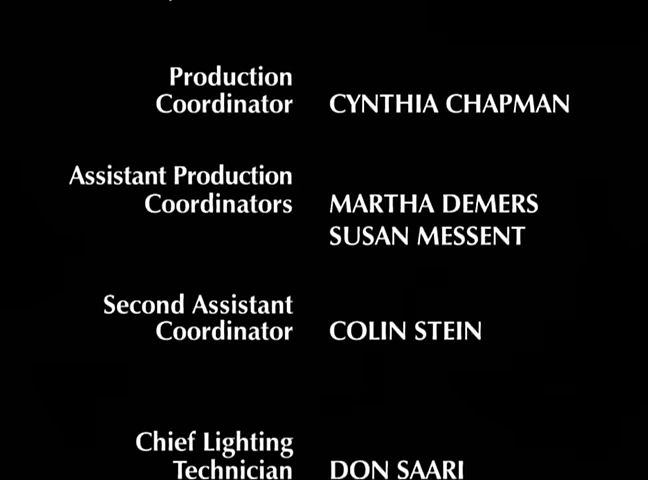 Production
Coordinator CYNTHIA CHAPMAN
Assistant Production
Coordinators MARTHA DEMERS
SUSAN MESSENT
Second Assistant
Coordinator COLIN STEIN
Chief Lighting
Technician DON SAARI